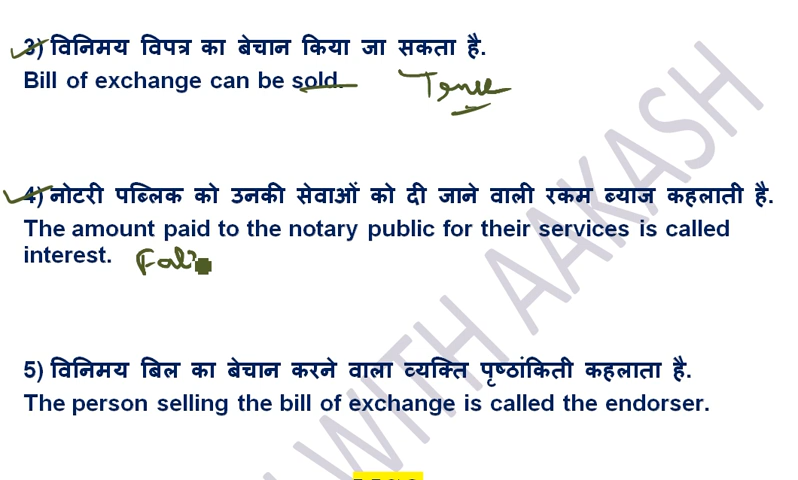 3) विनिमय विपत्र का बेचान किया जा सकता है.
Bill of exchange can be sold.
4) नोटरी पब्लिक को उनकी सेवाओं को दी जाने वाली रकम ब्याज कहलाती है.
The amount paid to the notary public for their services is called
interest.
5) विनिमय बिल का बेचान करने वाला व्यक्ति पृष्ठांकिती कहलाता है.
The person selling the bill of exchange is called the endorser.
WITH AAKASH